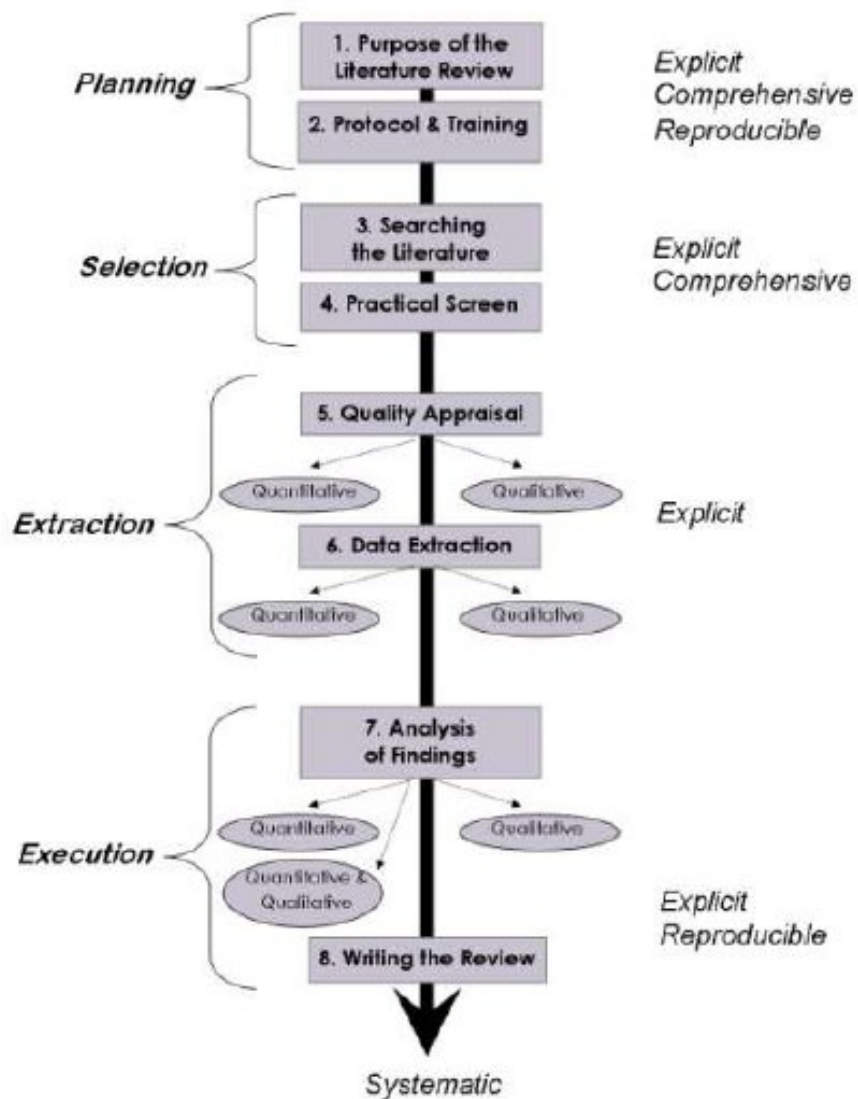 Planning
1. Purpose of the
Literature Review
2. Protocol & Training
Explicit
Comprehensive
Reproducible
Selection
3. Searching
the Literature
4. Practical Screen
Explicit
Comprehensive
Extraction
5. Quality Appraisal
Quantitative
Qualitative
6. Data Extraction
Quantitative
Qualitative
Explicit
Execution
7. Analysis
of Findings
Quantitative
Qualitative
Quantitative &
Qualitative
8. Writing the Review
Explicit
Reproducible
Systematic